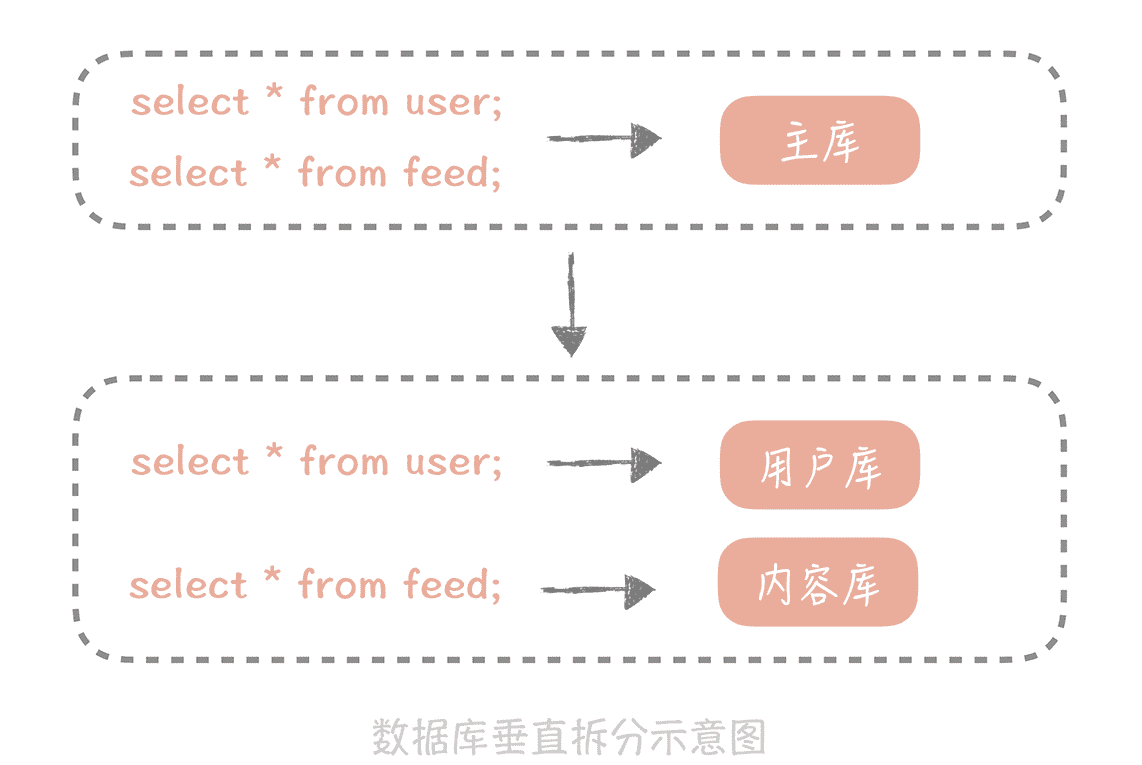 select * from user;
select * from feed;
主库
select * from user;
用户库
select * from feed;
内容库
数据库垂直拆分示意图